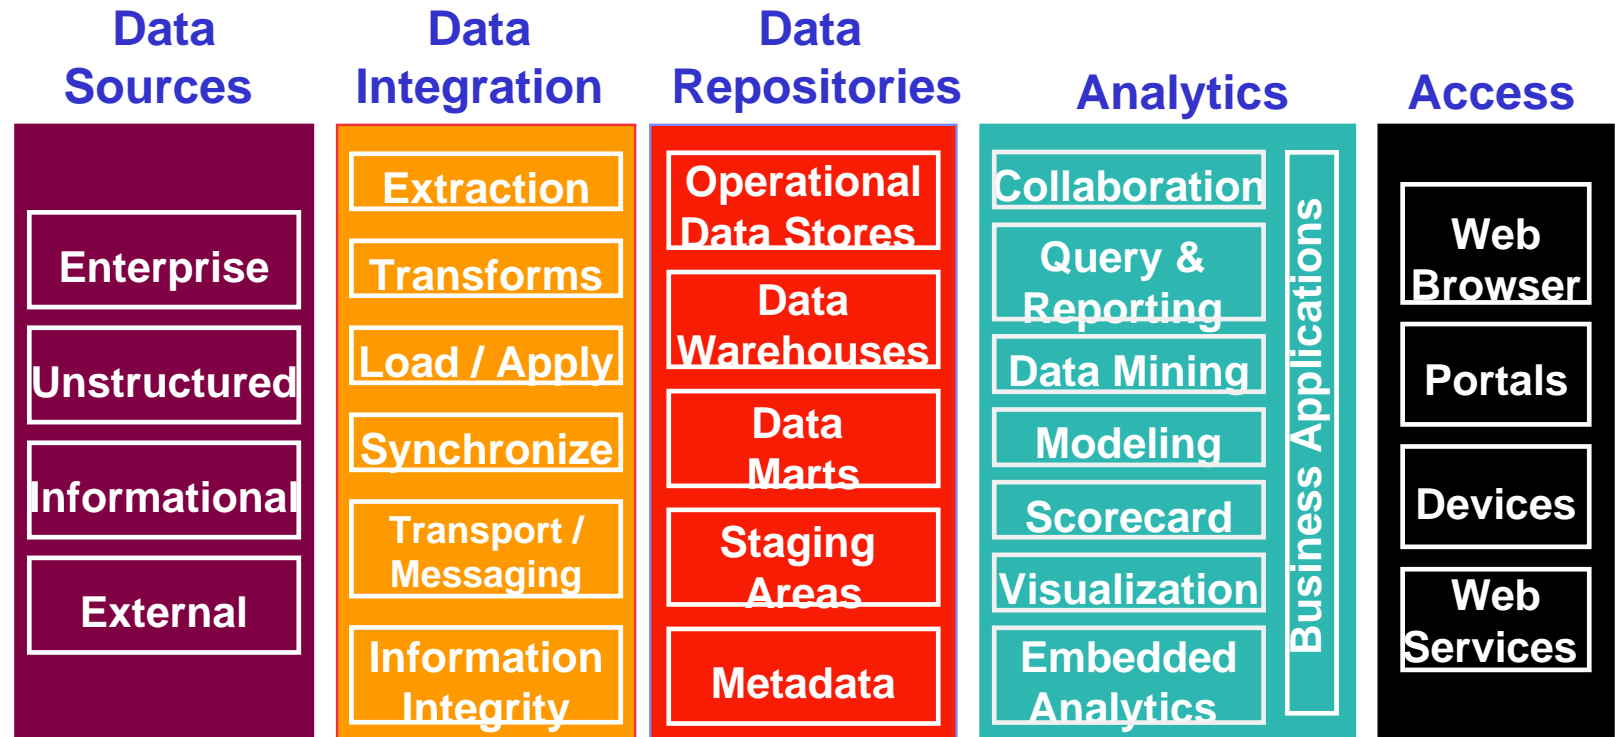 Data
Sources
Enterprise
Unstructured
Informational
External
Data
Integration
Extraction
Transforms
Load / Apply
Synchronize
Transport /
Messaging
Information
Integrity
Data
Repositories
Operational
Data Stores
Data
Warehouses
Data
Marts
Staging
Areas
Metadata
Analytics
Collaboration
Query &
Reporting
Data Mining
Modeling
Scorecard
Visualization
Embedded
Analytics
Business Applications
Access
Web
Browser
Portals
Devices
Web
Services